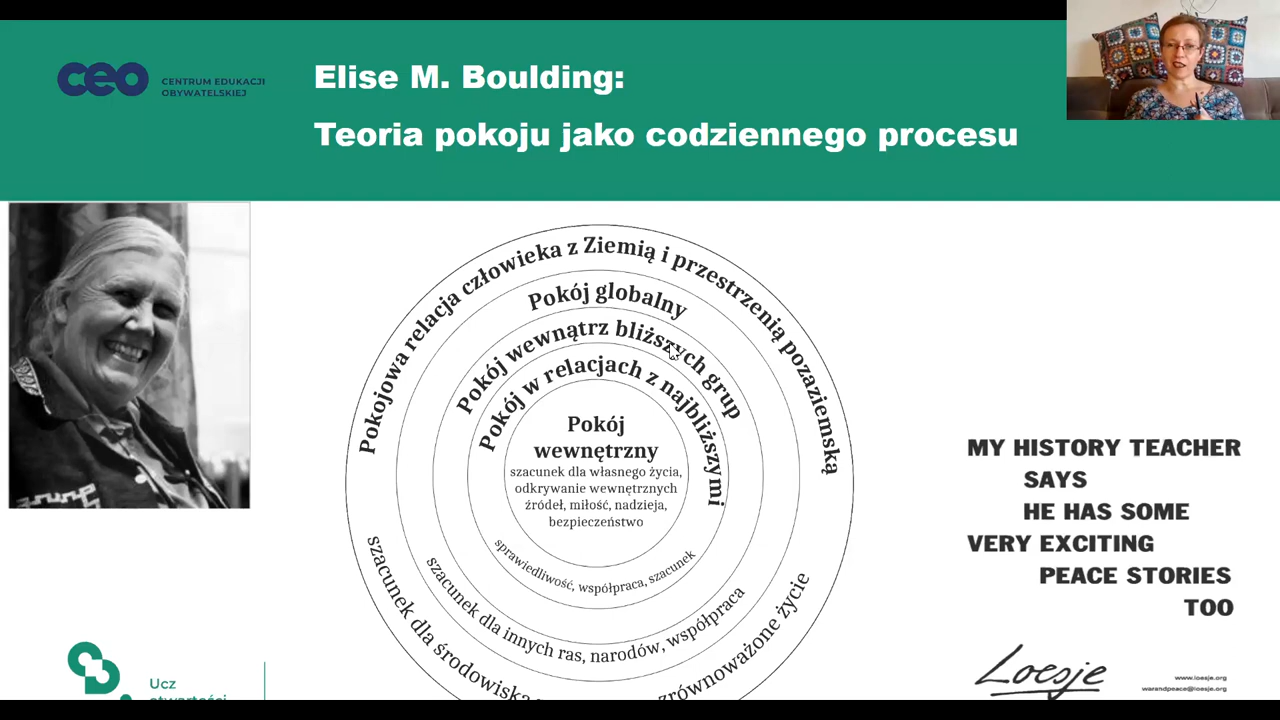 ceo
CENTRUM EDUKACJI
OBYWATELSKIEJ
Elise M. Boulding:
Teoria pokoju jako codziennego procesu
Pokojowa relacja człowieka z Ziemią i przestrzenią pozaziemską
Pokój globalny
Pokój wewnątrz bliższych grup
Pokój w relacjach z najbliższymi
Pokój
wewnętrzny
szacunek dla własnego życia,
odkrywanie wewnętrznych
źródeł, miłość, nadzieja,
bezpieczeństwo
sprawiedliwość, współpraca, szacunek
szacunek dla innych ras, narodów, współpraca
szacunek dla środowiska
zrównoważone życie
MY HISTORY TEACHER
SAYS
HE HAS SOME
VERY EXCITING
PEACE STORIES
TOO
Loesje
www.loesje.org
warandpeace@loesje.org
Ucz
otwartości